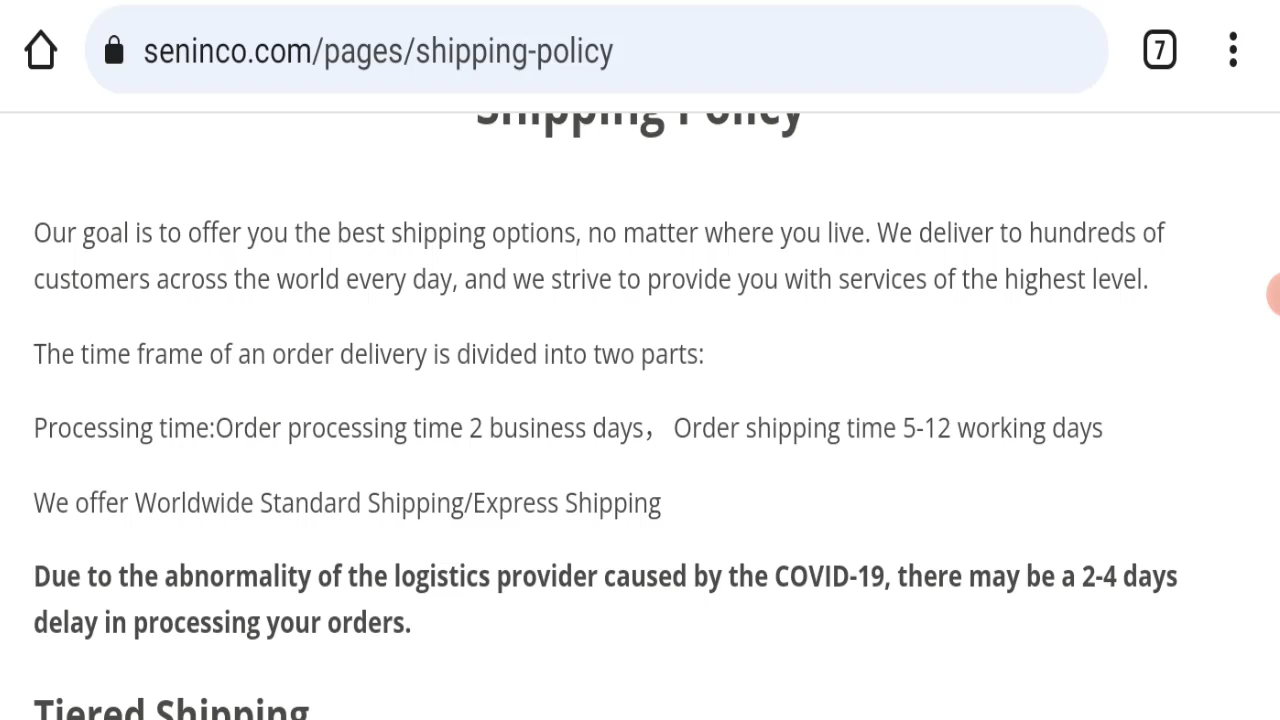 seninco.com/pages/shipping-policy
7
Shipping Policy
Our goal is to offer you the best shipping options, no matter where you live. We deliver to hundreds of
customers across the world every day, and we strive to provide you with services of the highest level.
The time frame of an order delivery is divided into two parts:
Processing time:Order processing time 2 business days， Order shipping time 5-12 working days
We offer Worldwide Standard Shipping/Express Shipping
Due to the abnormality of the logistics provider caused by the COVID-19, there may be a 2-4 days
delay in processing your orders.
Tiered Shipping